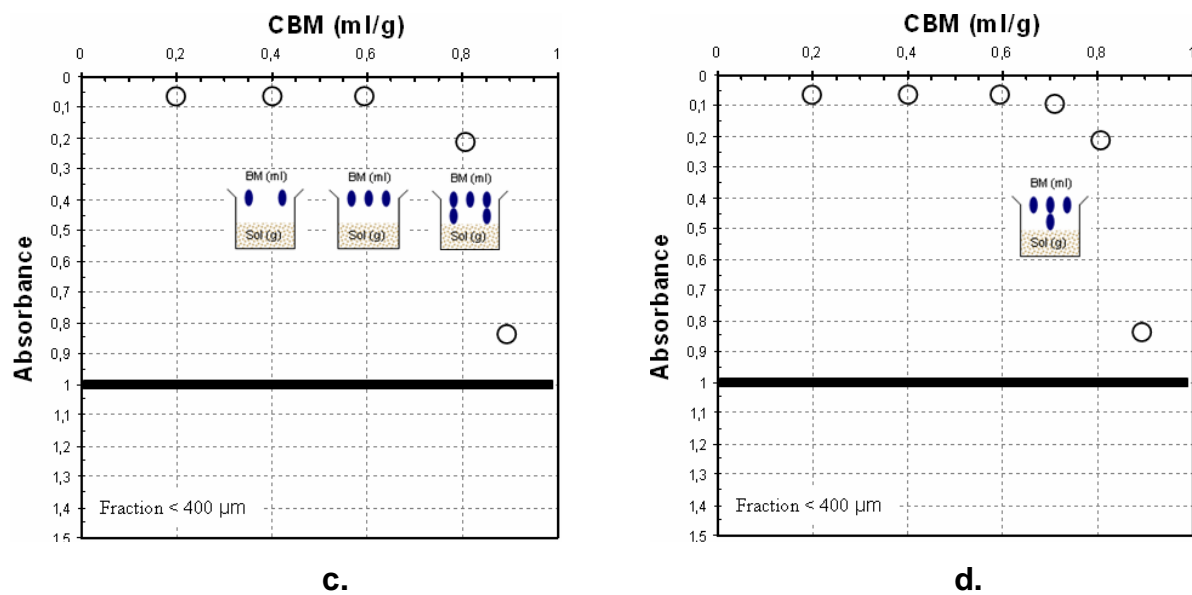 CBM (ml/g)
0 0,2 0,4 0,6 0,8 1
Absorbance
0
0,1
0,2
0,3
0,4
0,5
0,6
0,7
0,8
0,9
1
1,1
1,2
1,3
1,4
1.5
BM (ml) BM (ml) BM (ml)
Sol (g) Sol (g) Sol (g)
Fraction < 400 µm
c.
CBM (ml/g)
0 0,2 0,4 0,6 0,8 1
Absorbance
0
0,1
0,2
0,3
0,4
0,5
0,6
0,7
0,8
0,9
1
1,1
1,2
1,3
1,4
1.5
BM (ml)
Sol (g)
Fraction < 400 µm
d.